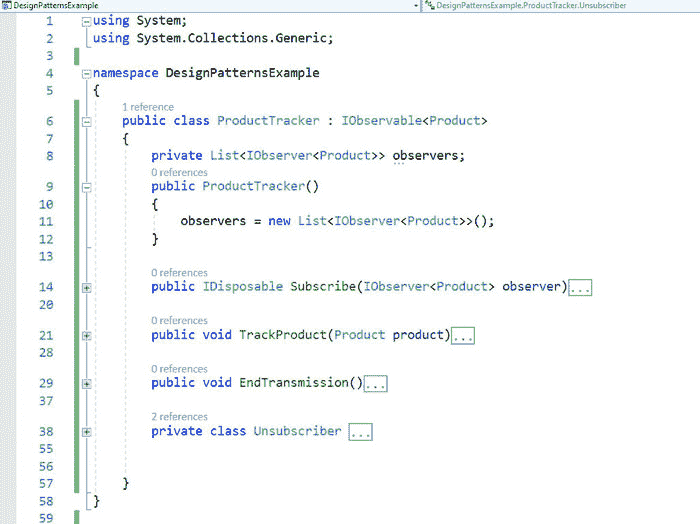 DesignPatternsExample DesignPatternsExample.ProductTracker.Unsubscriber
1 using System;
2 using System.Collections.Generic;
3
4 namespace DesignPatternsExample
5 {
1 reference
6 public class ProductTracker : IObservable<Product>
7 {
8 private List<IObserver<Product>> observers;
0 references
9 public ProductTracker()
10 {
11 observers = new List<IObserver<Product>>();
12 }
13
0 references
14 public IDisposable Subscribe(IObserver<Product> observer)...
20
0 references
21 public void TrackProduct(Product product)...
28
0 references
29 public void EndTransmission()...
37
2 references
38 private class Unsubscriber ...
55
56
57 }
58 }
59